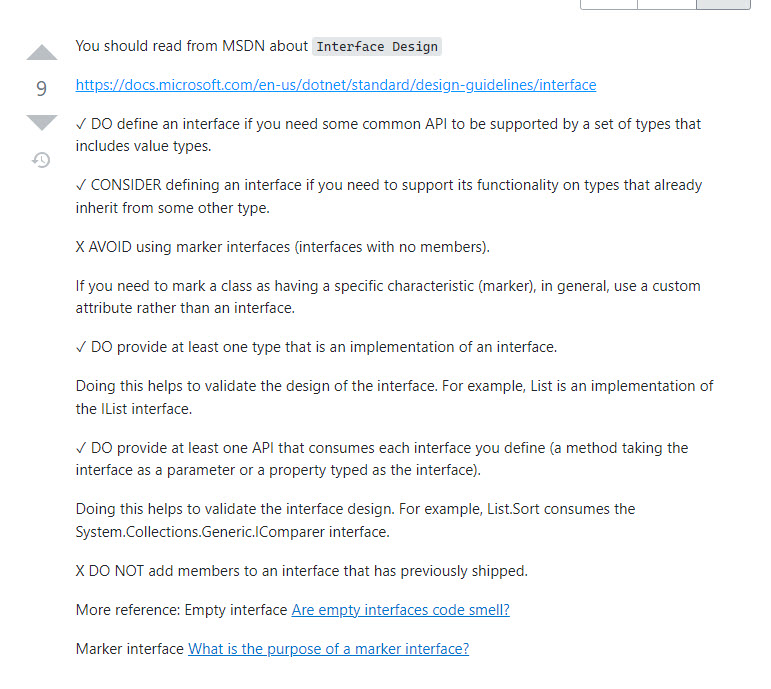 You should read from MSDN about Interface Design
9
https://docs.microsoft.com/en-us/dotnet/standard/design-guidelines/interface
✓ DO define an interface if you need some common API to be supported by a set of types that
includes value types.
✓ CONSIDER defining an interface if you need to support its functionality on types that already
inherit from some other type.
X AVOID using marker interfaces (interfaces with no members).
If you need to mark a class as having a specific characteristic (marker), in general, use a custom
attribute rather than an interface.
✓ DO provide at least one type that is an implementation of an interface.
Doing this helps to validate the design of the interface. For example, List is an implementation of
the IList interface.
✓ DO provide at least one API that consumes each interface you define (a method taking the
interface as a parameter or a property typed as the interface).
Doing this helps to validate the interface design. For example, List.Sort consumes the
System.Collections.Generic.IComparer interface.
X DO NOT add members to an interface that has previously shipped.
More reference: Empty interface Are empty interfaces code smell?
Marker interface What is the purpose of a marker interface?